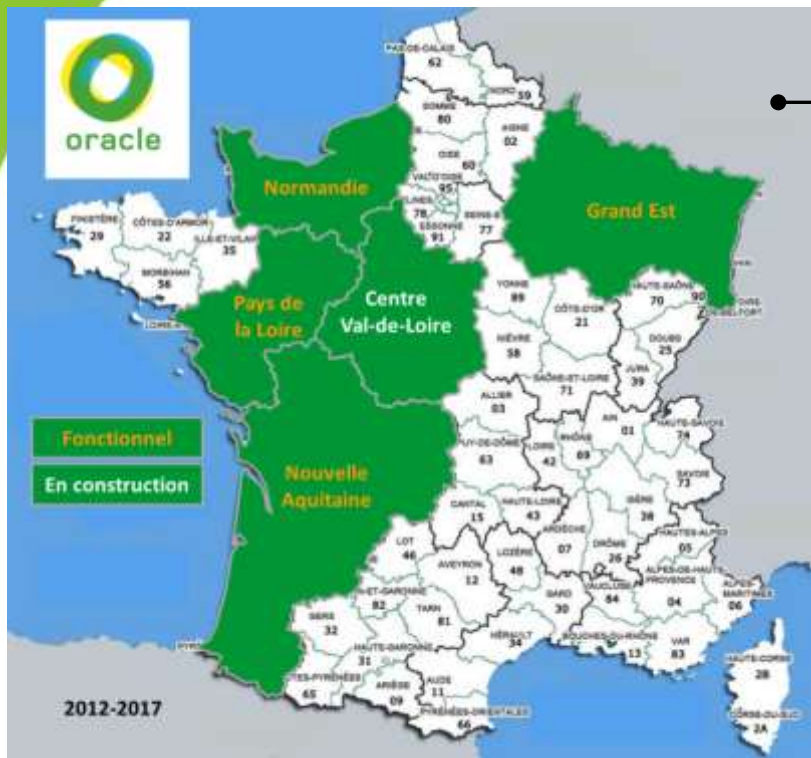 oracle
PAS-DE-CALAIS
62
NORD
59
SOMME
80
AISNE
02
OISE
60
VAL D'OISE
95
78
ESSONNE
91
77
Normandie
Grand Est
FINISTÈRE
29
CÔTES-D'ARMOR
22
35
MORBIHAN
56
Pays de
la Loire
Centre
Val-de-Loire
YONNE
89
CÔTE-D'OR
21
HAUTE-SAÔNE
70
90
DOUBS
25
NIÈVRE
58
JURA
39
SAÔNE-ET-LOIRE
71
ALLIER
03
AIN
01
HAUTE-SAVOIE
74
Fonctionnel
En construction
Nouvelle
Aquitaine
PUY-DE-DÔME
63
LOIRE
42
RHÔNE
69
SAVOIE
73
ISÈRE
38
CANTAL
15
HAUTE-LOIRE
43
ARDÈCHE
07
DRÔME
26
HAUTES-ALPES
05
LOT
46
AVEYRON
12
LOZÈRE
48
GARD
30
VAUCLUSE
84
ALPES-DE-HAUTE-
PROVENCE
04
ALPES-
MARITIMES
06
82
TARN
81
GERS
32
HAUTE-GARONNE
31
HÉRAULT
34
BOUCHES-DU-RHÔNE
13
VAR
83
65
ARIÈGE
09
AUDE
11
PYRÉNÉES-ORIENTALES
66
HAUTE-CORSE
2B
CORSE-DU-SUD
2A
2012-2017